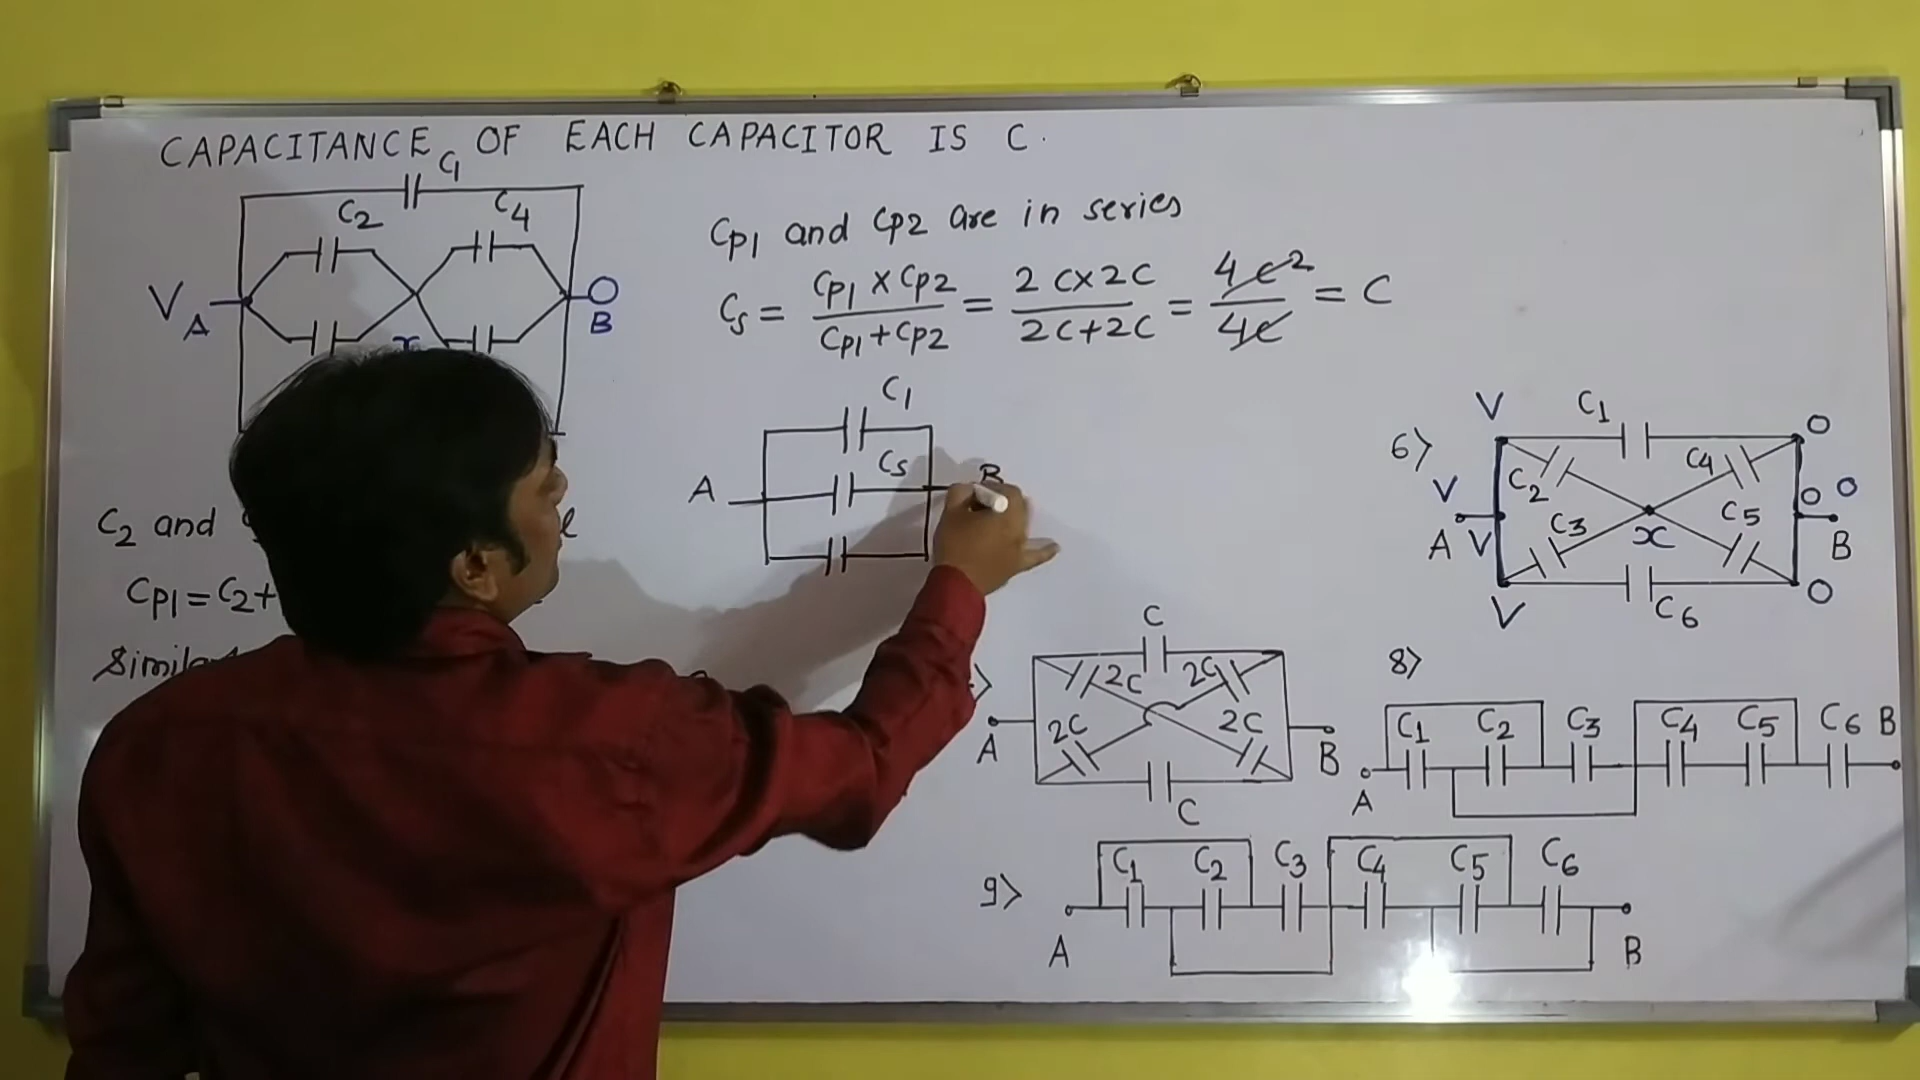 CAPACITANCE OF EACH CAPACITOR IS C.
C1
C2 C4
V A
O B
x
C2 and
Cp1 = C2+
Cp1 and Cp2 are in series
Cs = Cp1 x Cp2 / Cp1 + Cp2 = 2C x 2C / 2C + 2C = 4C² / 4C = C
C1
Cs
A B
6>
V C1 O
C2 C4
V O O
A V C3 x C5 B
V C6 O
C
2C 2C
A 2C 2C B
C
8>
C1 C2 C3 C4 C5 C6 B
A
9>
C1 C2 C3 C4 C5 C6
A B